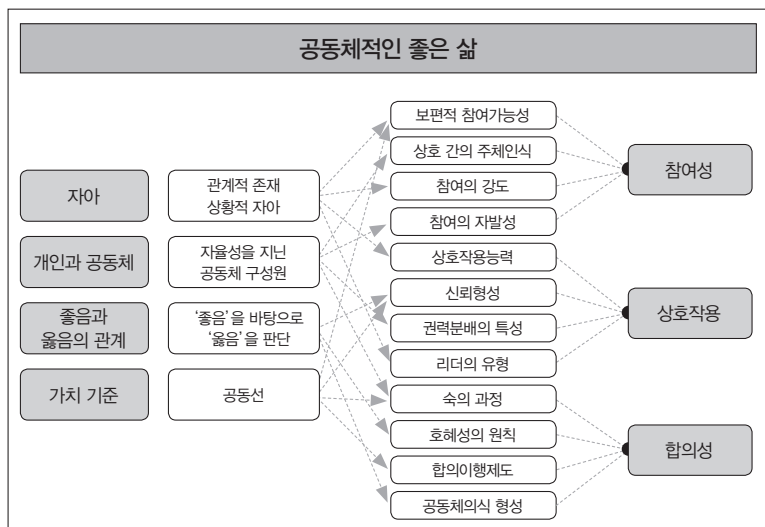 공동체적인 좋은 삶
자아
관계적 존재
상황적 자아
개인과 공동체
자율성을 지닌
공동체 구성원
좋음과
옳음의 관계
'좋음'을 바탕으로
'옳음'을 판단
가치 기준
공동선
보편적 참여가능성
상호 간의 주체인식
참여의 강도
참여의 자발성
상호작용능력
신뢰형성
권력분배의 특성
리더의 유형
숙의 과정
호혜성의 원칙
합의이행제도
공동체의식 형성
참여성
상호작용
합의성